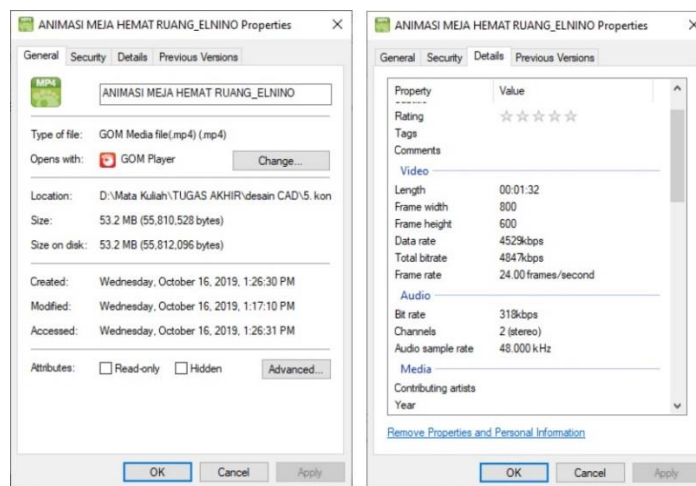 ANIMASI MEJA HEMAT RUANG_ELNINO Properties
General Security Details Previous Versions
MP4
ANIMASI MEJA HEMAT RUANG_ELNINO
Type of file: GOM Media file(.mp4) (.mp4)
Opens with: GOM Player Change...
Location: D:\Mata Kuliah\TUGAS AKHIR\desain CAD\5. kon
Size: 53.2 MB (55,810,528 bytes)
Size on disk: 53.2 MB (55,812,096 bytes)
Created: Wednesday, October 16, 2019, 1:26:30 PM
Modified: Wednesday, October 16, 2019, 1:17:10 PM
Accessed: Wednesday, October 16, 2019, 1:26:31 PM
Attributes: Read-only Hidden Advanced...
OK Cancel Apply
ANIMASI MEJA HEMAT RUANG_ELNINO Properties
General Security Details Previous Versions
Property Value
Rating
Tags
Comments
Video
Length 00:01:32
Frame width 800
Frame height 600
Data rate 4529kbps
Total bitrate 4847kbps
Frame rate 24.00 frames/second
Audio
Bit rate 318kbps
Channels 2 (stereo)
Audio sample rate 48.000 kHz
Media
Contributing artists
Year
Remove Properties and Personal Information
OK Cancel Apply